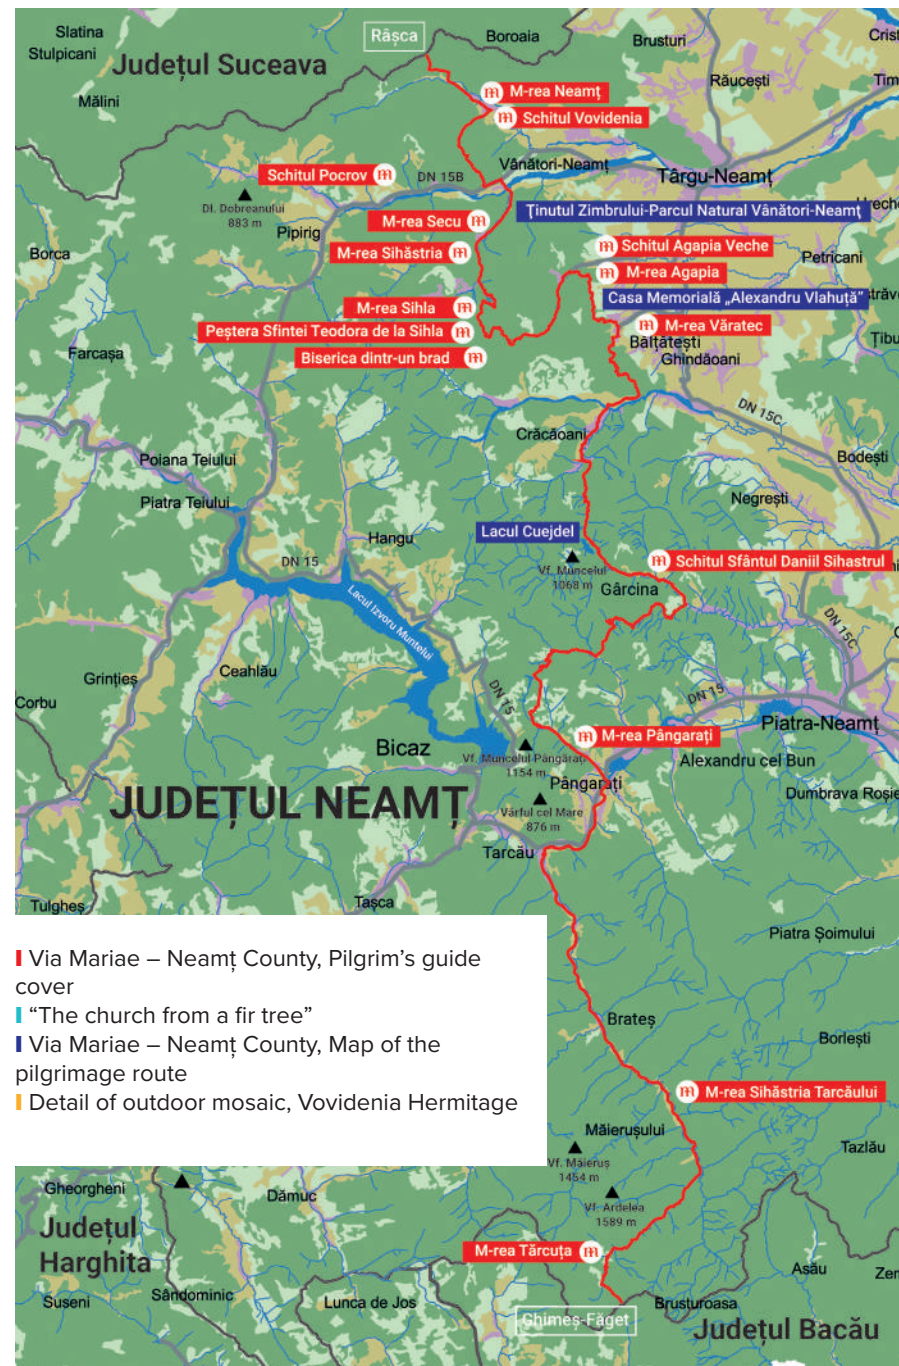 Slatina
Stulpicani
Râșca
Boroaia
Brusturi
Județul Suceava
Răucești
Mălini
M-rea Neamț
Schitul Vovidenia
Vânători-Neamț
Târgu-Neamț
Schitul Pocrov
DN 15B
Dl. Dobreanului
883 m
Pipirig
Ținutul Zimbrului-Parcul Natural Vânători-Neamț
M-rea Secu
M-rea Sihăstria
Schitul Agapia Veche
Petricani
Borca
M-rea Agapia
Casa Memorială „Alexandru Vlahuță”
M-rea Sihla
Peștera Sfintei Teodora de la Sihla
Biserica dintr-un brad
M-rea Văratec
Bălțătești
Ghindăoani
Farcașa
DN 15C
Crăcăoani
Bodești
Poiana Teiului
Piatra Teiului
Negrești
Hangu
Lacul Cuejdel
DN 15
Vf. Muncelul
1068 m
Schitul Sfântul Daniil Sihastrul
Gârcina
Lacul Izvoru Muntelui
DN 15C
Ceahlău
Grințieș
Corbu
DN 15
DN 15
M-rea Pângarați
Piatra-Neamț
Bicaz
Vf. Muncelul-Pângărați
1154 m
Alexandru cel Bun
Pângarați
JUDEȚUL NEAMȚ
Vârful cel Mare
876 m
Dumbrava Roșie
Tarcău
Tulgheș
Tașca
Piatra Șoimului
Via Mariae – Neamț County, Pilgrim’s guide
cover
“The church from a fir tree”
Via Mariae – Neamț County, Map of the
pilgrimage route
Detail of outdoor mosaic, Vovidenia Hermitage
Brateș
Borlești
M-rea Sihăstria Tarcăului
Măierușului
Tazlău
Vf. Măieruș
1454 m
Vf. Ardelea
1589 m
Gheorgheni
Dămuc
Județul
Harghita
M-rea Tărcuța
Asău
Suseni
Sândominic
Lunca de Jos
Brusturoasa
Ghimeș-Făget
Județul Bacău